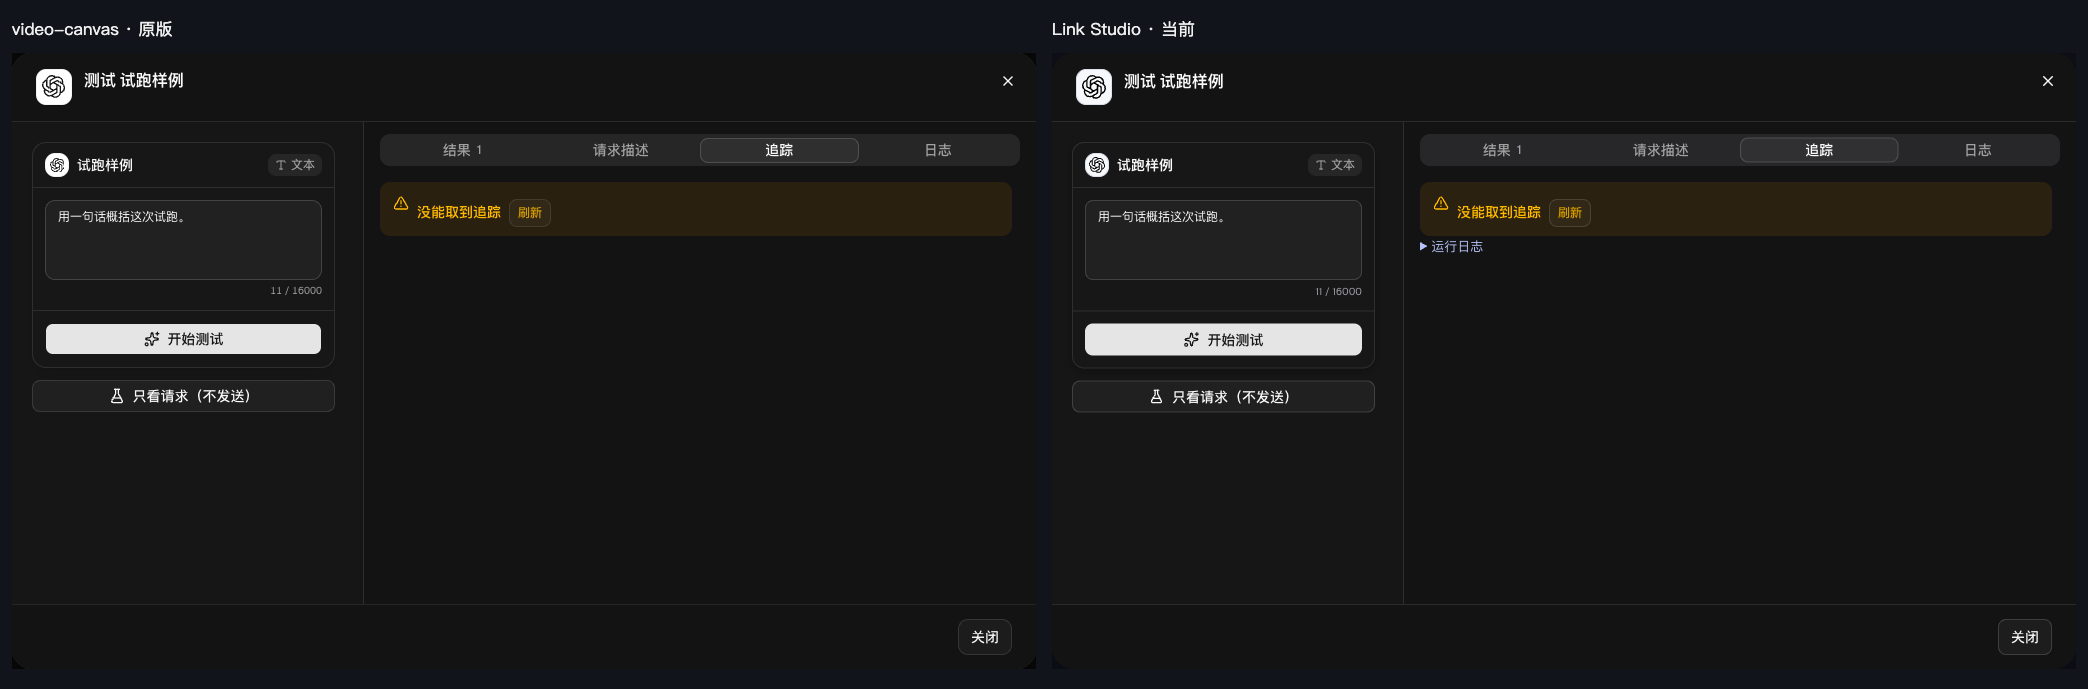 video-canvas · 原版
测试 试跑样例
试跑样例
文本
用一句话概括这次试跑。
11 / 16000
开始测试
只看请求（不发送）
结果 1
请求描述
追踪
日志
没能取到追踪
刷新
关闭
Link Studio · 当前
测试 试跑样例
试跑样例
文本
用一句话概括这次试跑。
11 / 16000
开始测试
只看请求（不发送）
结果 1
请求描述
追踪
日志
没能取到追踪
刷新
运行日志
关闭